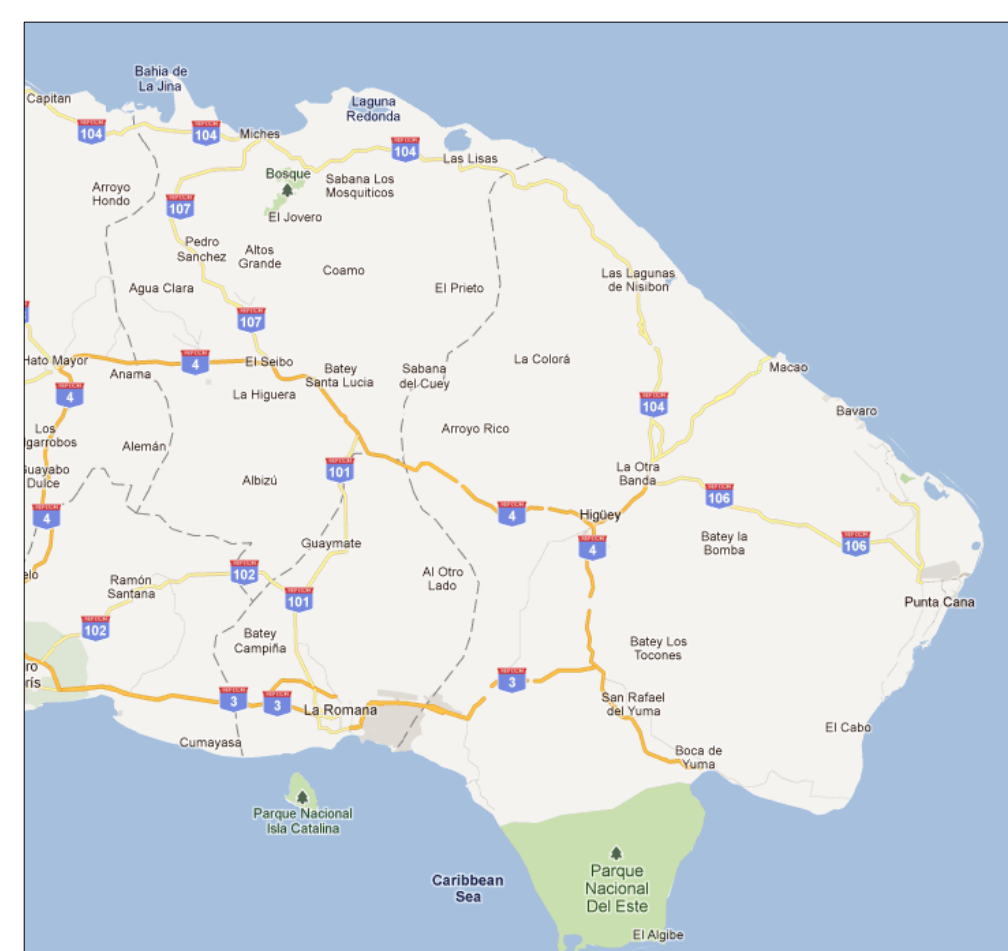 Bahia de
La Jina
Capitan
Laguna
Redonda
104
104
Miches
104
Las Lisas
Bosque
Sabana Los
Mosquiticos
Arroyo
Hondo
107
El Jovero
Pedro
Sanchez
Altos
Grande
Coamo
Las Lagunas
de Nisibon
Agua Clara
El Prieto
107
Hato Mayor
4
El Seibo
La Colorá
Anama
Batey
Santa Lucia
Sabana
del Cuey
Macao
4
La Higuera
104
Bavaro
Los
lgarrobos
Arroyo Rico
Alemán
uayabo
Dulce
101
La Otra
Banda
Albizú
106
4
4
Higüey
Guaymate
4
Batey la
Bomba
106
elo
Ramón
Santana
102
Al Otro
Lado
101
Punta Cana
102
Batey
Campiña
Batey Los
Tocones
ro
rís
3
3
3
La Romana
San Rafael
del Yuma
El Cabo
Cumayasa
Boca de
Yuma
Parque Nacional
Isla Catalina
Caribbean
Sea
Parque
Nacional
Del Este
El Algibe